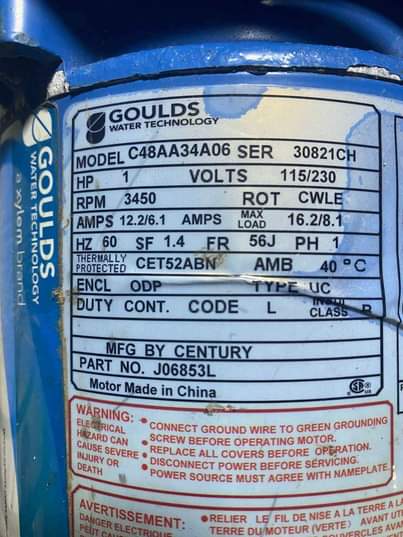 GOULDS
WATER TECHNOLOGY
MODEL C48AA34A06 SER 30821CH
HP 1 VOLTS 115/230
RPM 3450 ROT CWLE
AMPS 12.2/6.1 AMPS MAX LOAD 16.2/8.1
HZ 60 SF 1.4 FR 56J PH 1
THERMALLY PROTECTED CET52ABN AMB 40 °C
ENCL ODP TYPE UC
DUTY CONT. CODE L INSUL CLASS B
MFG BY CENTURY
PART NO. J06853L
Motor Made in China
SP
GOULDS
WATER TECHNOLOGY
a xylem brand
WARNING:
ELECTRICAL
HAZARD CAN
CAUSE SEVERE
INJURY OR
DEATH
• CONNECT GROUND WIRE TO GREEN GROUNDING
SCREW BEFORE OPERATING MOTOR.
• REPLACE ALL COVERS BEFORE OPERATION.
• DISCONNECT POWER BEFORE SERVICING.
• POWER SOURCE MUST AGREE WITH NAMEPLATE.
AVERTISSEMENT:
DANGER ELECTRIQUE
PEUT
• RELIER LE FIL DE NISE A LA TERRE A
TERRE DU MOTEUR (VERTE) AVANT